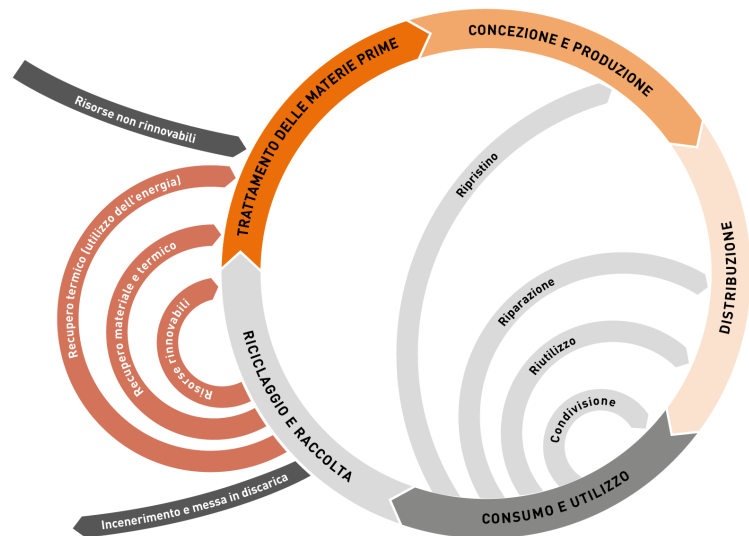 CONCEZIONE E PRODUZIONE
TRATTAMENTO DELLE MATERIE PRIME
Risorse non rinnovabili
Ripristino
Recupero termico (utilizzo dell'energia)
Recupero materiale e termico
Risorse rinnovabili
DISTRIBUZIONE
Riparazione
Riutilizzo
Condivisione
RICICLAGGIO E RACCOLTA
CONSUMO E UTILIZZO
Incenerimento e messa in discarica